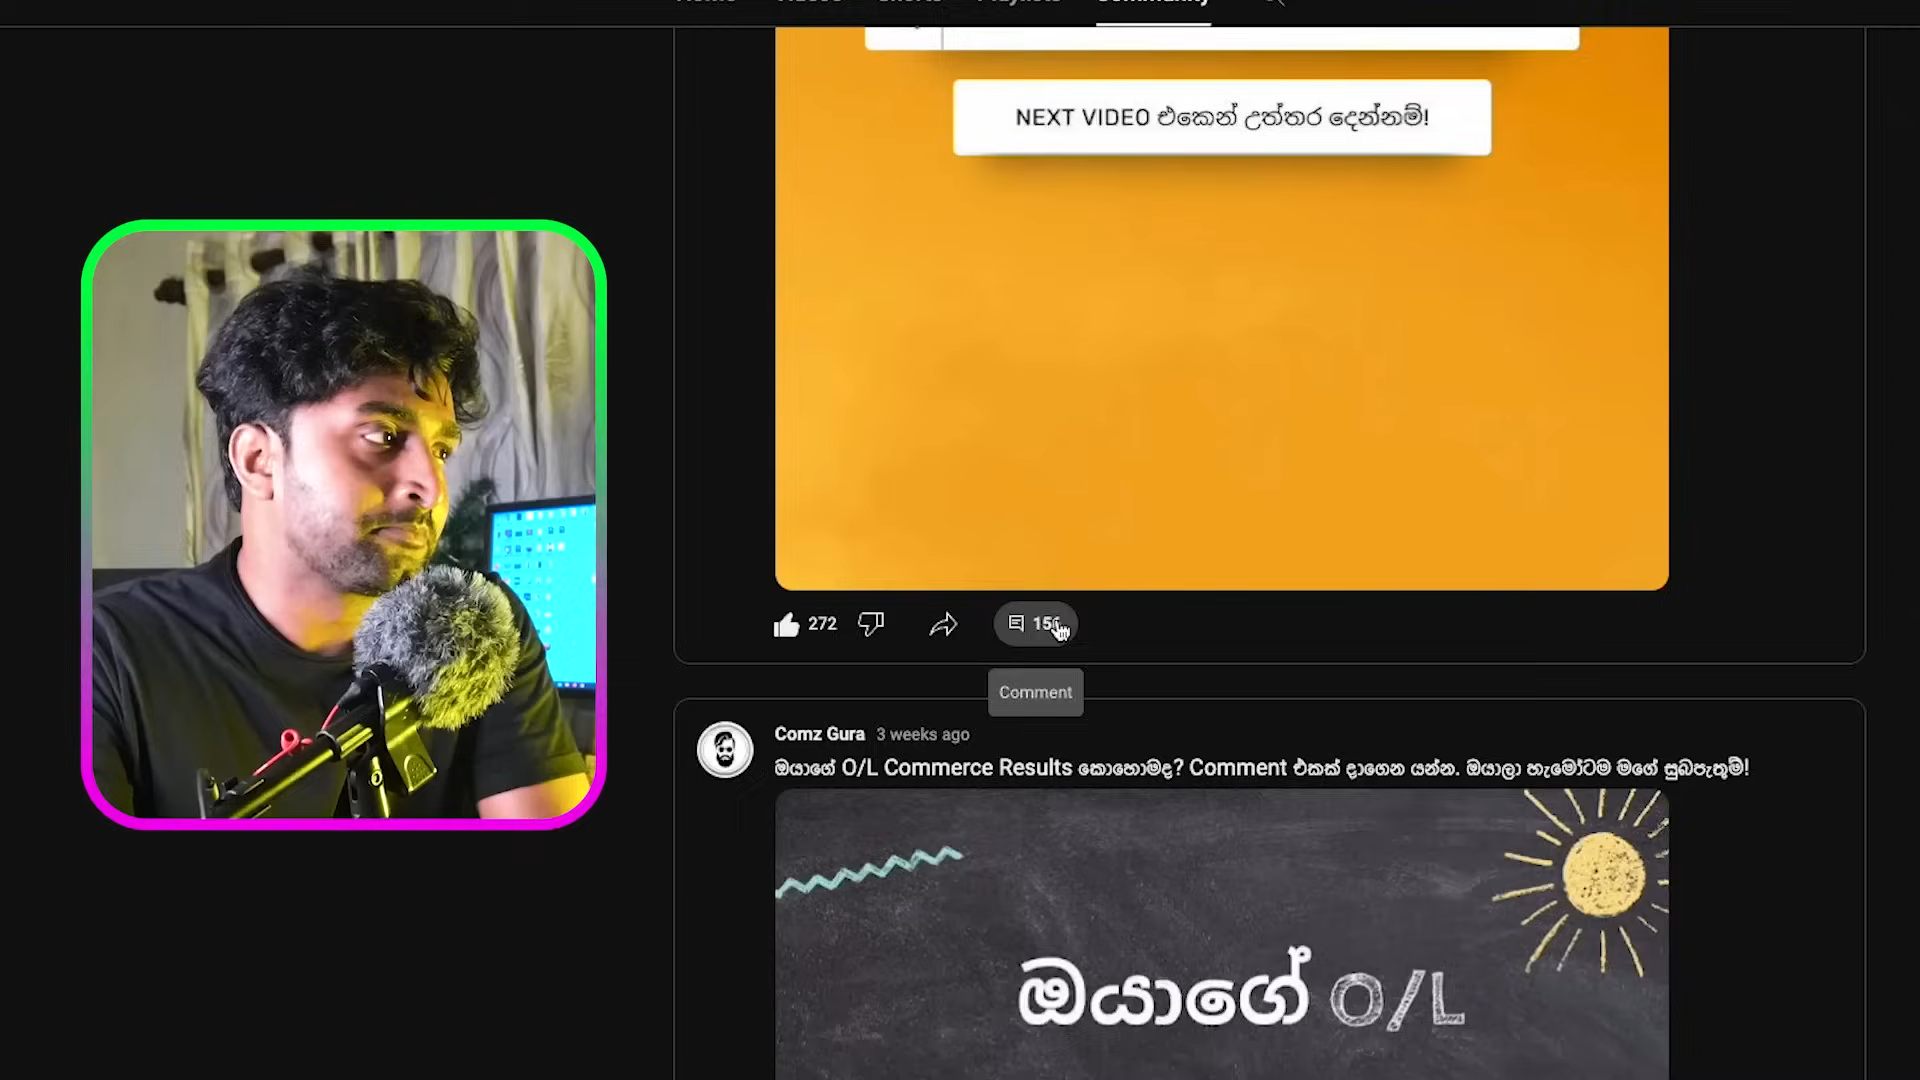 Community
NEXT VIDEO එකෙන් උත්තර දෙන්නම්!
272
Comment
Comz Gura 3 weeks ago
ඔයාගේ O/L Commerce Results කොහොමද? Comment එකක් දාගෙන යන්න. ඔයාලා හැමෝටම මගේ සුබපැතුම්!
ඔයාගේ O/L